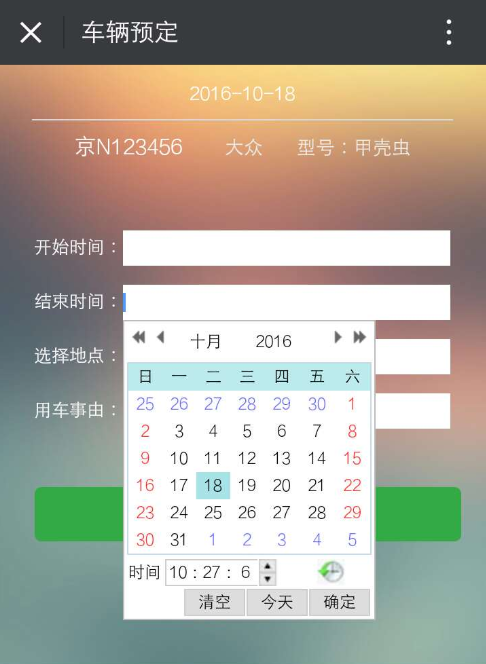 车辆预定
2016-10-18
京N123456 大众 型号：甲壳虫
开始时间：
结束时间：
选择地点：
用车事由：
十月 2016
日 一 二 三 四 五 六
25 26 27 28 29 30 1
2 3 4 5 6 7 8
9 10 11 12 13 14 15
16 17 18 19 20 21 22
23 24 25 26 27 28 29
30 31 1 2 3 4 5
时间 10 : 27 : 6
清空 今天 确定